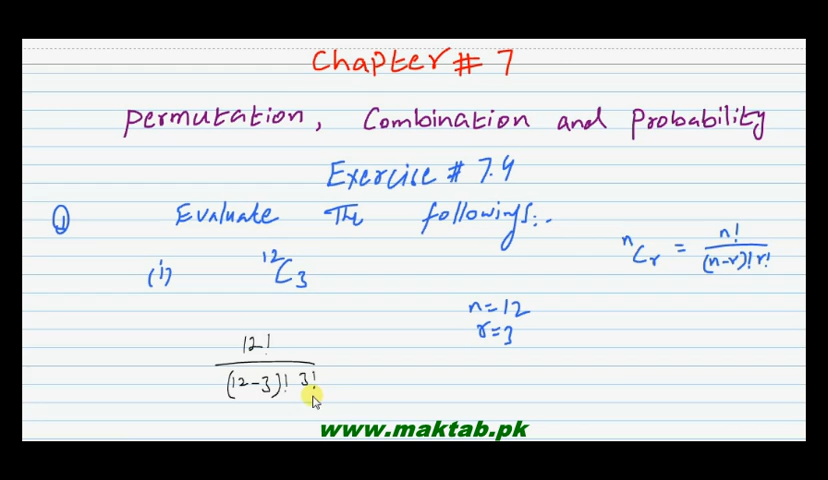 Chapter # 7
Permutation, Combination and Probability
Exercise # 7.4
Q Evaluate The followings:.
ⁿCᵣ = n! / (n-r)! r!
(i) ¹²C₃
n=12
r=3
12!
(12-3)! 3!
www.maktab.pk